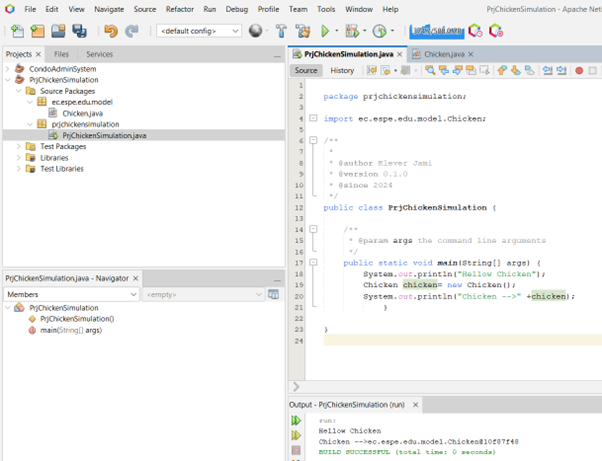 File Edit View Navigate Source Refactor Run Debug Profile Team Tools Window Help PrjChickenSimulation - Apache Net
<default config>
Projects Files Services
CondoAdminSystem
PrjChickenSimulation
Source Packages
ec.espe.edu.model
Chicken.java
prjchickensimulation
PrjChickenSimulation.java
Test Packages
Libraries
Test Libraries
PrjChickenSimulation.java - Navigator
Members <empty>
PrjChickenSimulation
PrjChickenSimulation()
main(String[] args)
PrjChickenSimulation.java Chicken.java
Source History
1
2 package prjchickensimulation;
3
4 import ec.espe.edu.model.Chicken;
5
6 /**
7 *
8 * @author Klever Jami
9 * @version 0.1.0
10 * @since 2024
11 */
12 public class PrjChickenSimulation {
13
14 /**
15 * @param args the command line arguments
16 */
17 public static void main(String[] args) {
18 System.out.println("Hellow Chicken");
19 Chicken chicken= new Chicken();
20 System.out.println("Chicken -->" +chicken);
21 }
22
23 }
24
Output - PrjChickenSimulation (run)
run:
Hellow Chicken
Chicken -->ec.espe.edu.model.Chicken@10f87f48
BUILD SUCCESSFUL (total time: 0 seconds)